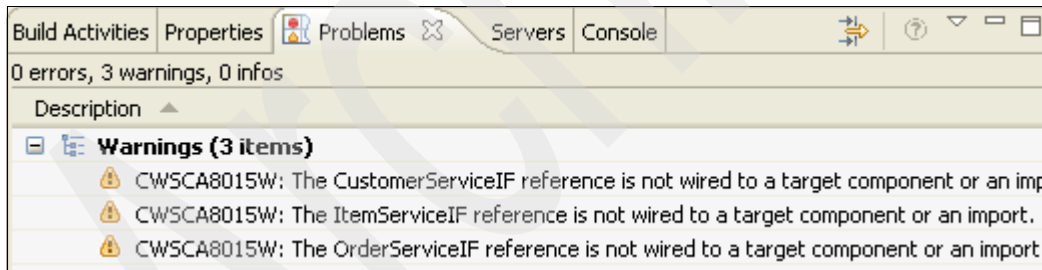 Build Activities Properties Problems Servers Console
0 errors, 3 warnings, 0 infos
Description
Warnings (3 items)
CWSCA8015W: The CustomerServiceIF reference is not wired to a target component or an imp
CWSCA8015W: The ItemServiceIF reference is not wired to a target component or an import.
CWSCA8015W: The OrderServiceIF reference is not wired to a target component or an import